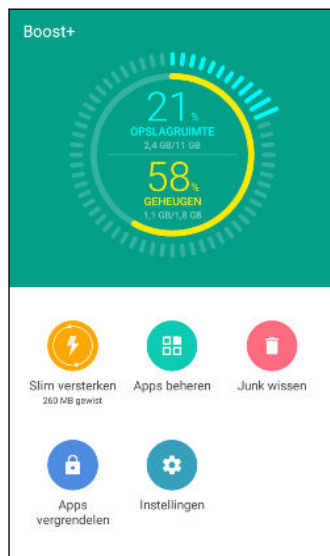 Boost+
21%
OPSLAGRUIMTE
2,4 GB/11 GB
58%
GEHEUGEN
1,1 GB/1,8 GB
Slim versterken
260 MB gewist
Apps beheren
Junk wissen
Apps
vergrendelen
Instellingen